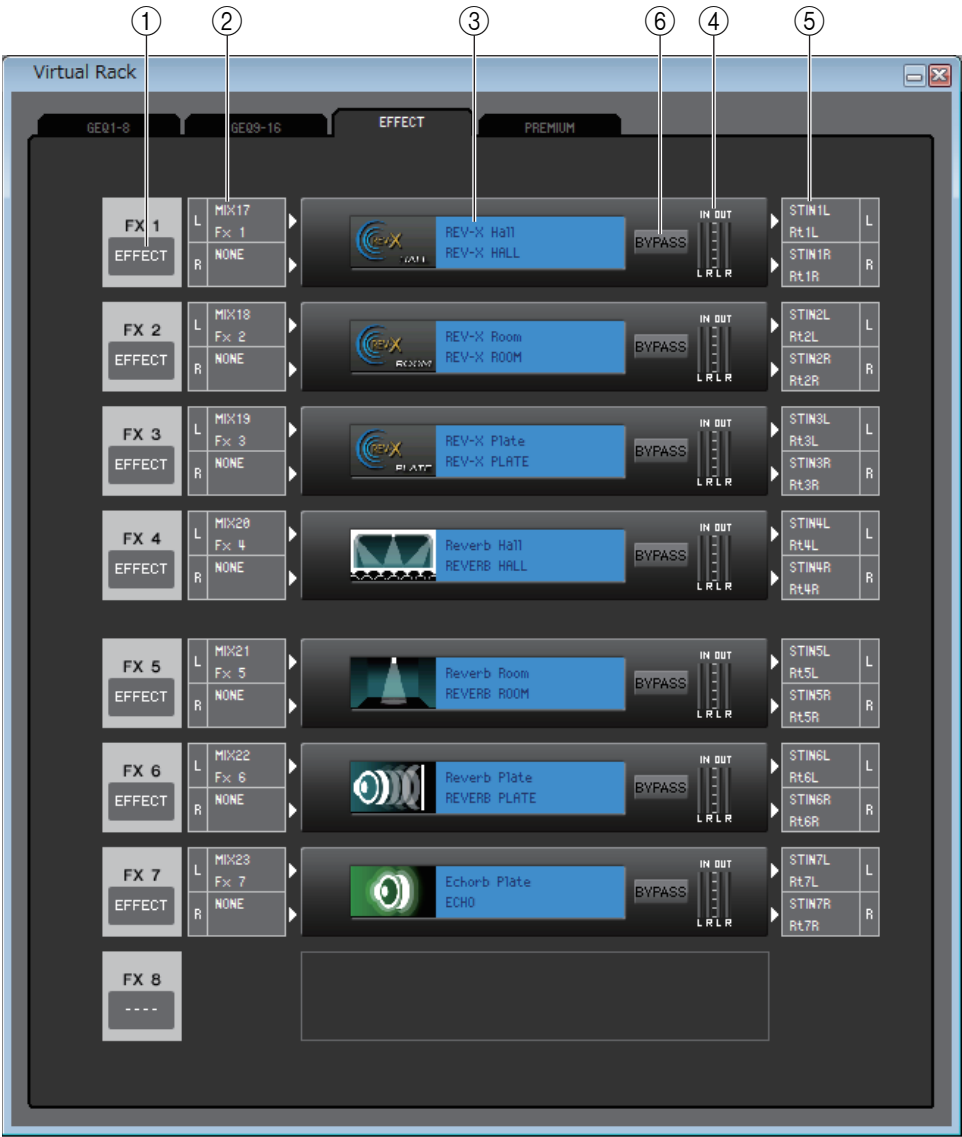 ① ② ③ ⑥ ④ ⑤
Virtual Rack
GEQ1-8 GEQ9-16 EFFECT PREMIUM
FX 1
EFFECT
L MIX17
Fx 1
R NONE
REV-X HALL
REV-X Hall
REV-X HALL
BYPASS
IN OUT
L R L R
STIN1L L
Rt1L
STIN1R R
Rt1R
FX 2
EFFECT
L MIX18
Fx 2
R NONE
REV-X ROOM
REV-X Room
REV-X ROOM
BYPASS
IN OUT
L R L R
STIN2L L
Rt2L
STIN2R R
Rt2R
FX 3
EFFECT
L MIX19
Fx 3
R NONE
REV-X PLATE
REV-X Plate
REV-X PLATE
BYPASS
IN OUT
L R L R
STIN3L L
Rt3L
STIN3R R
Rt3R
FX 4
EFFECT
L MIX20
Fx 4
R NONE
Reverb Hall
REVERB HALL
BYPASS
IN OUT
L R L R
STIN4L L
Rt4L
STIN4R R
Rt4R
FX 5
EFFECT
L MIX21
Fx 5
R NONE
Reverb Room
REVERB ROOM
BYPASS
IN OUT
L R L R
STIN5L L
Rt5L
STIN5R R
Rt5R
FX 6
EFFECT
L MIX22
Fx 6
R NONE
Reverb Plate
REVERB PLATE
BYPASS
IN OUT
L R L R
STIN6L L
Rt6L
STIN6R R
Rt6R
FX 7
EFFECT
L MIX23
Fx 7
R NONE
Echorb Plate
ECHO
BYPASS
IN OUT
L R L R
STIN7L L
Rt7L
STIN7R R
Rt7R
FX 8
----